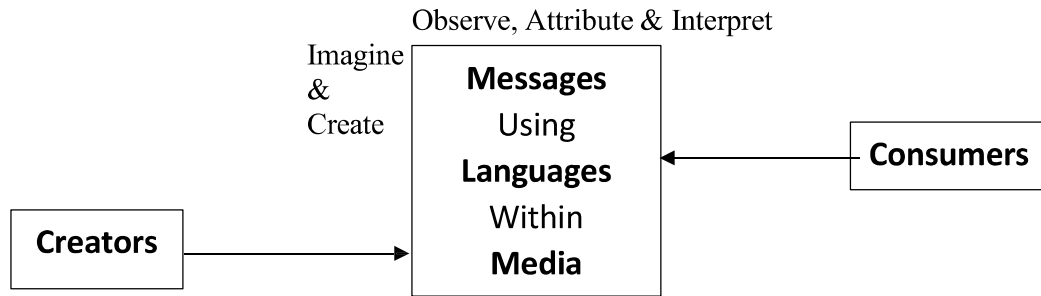 Observe, Attribute & Interpret
Imagine
&
Create
Messages
Using
Languages
Within
Media
Consumers
Creators